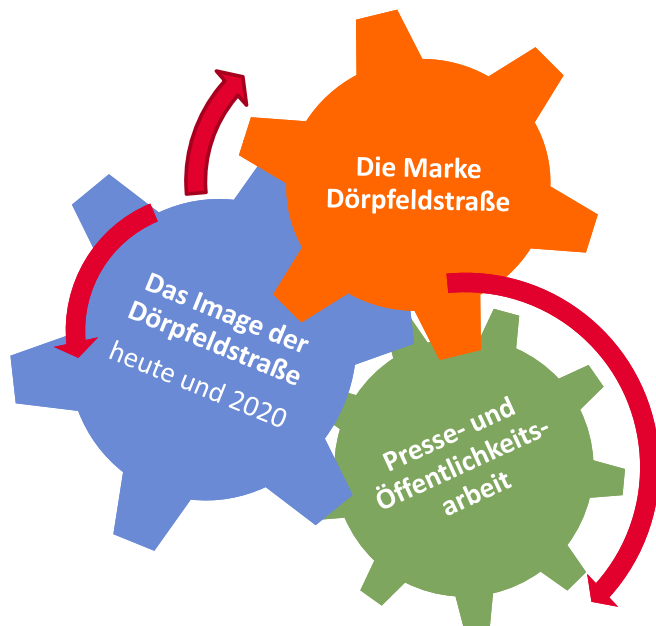 Die Marke
Dörpfeldstraße
Das Image der
Dörpfeldstraße
heute und 2020
Presse- und
Öffentlichkeits-
arbeit